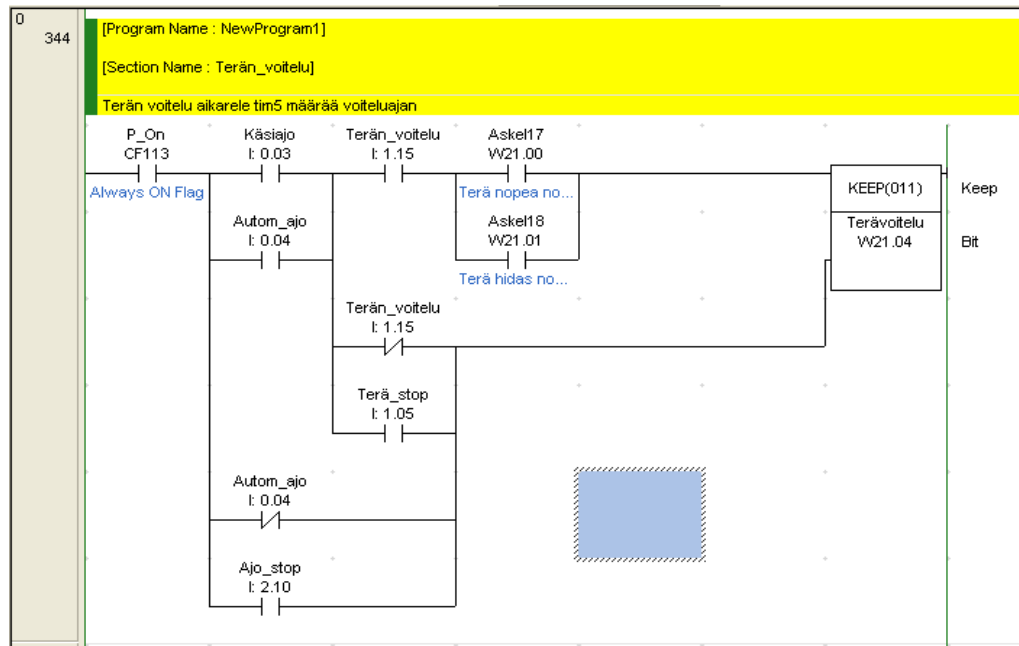 0
344
[Program Name : NewProgram1]
[Section Name : Terän_voitelu]
Terän voitelu aikarele tim5 määrää voiteluajan
P_On
CF113
Always ON Flag
Käsiajo
I: 0.03
Terän_voitelu
I: 1.15
Askel17
W21.00
Terä nopea no...
KEEP(011)
Keep
Autom_ajo
I: 0.04
Askel18
W21.01
Terä hidas no...
Terävoitelu
W21.04
Bit
Terän_voitelu
I: 1.15
Terä_stop
I: 1.05
Autom_ajo
I: 0.04
Ajo_stop
I: 2.10